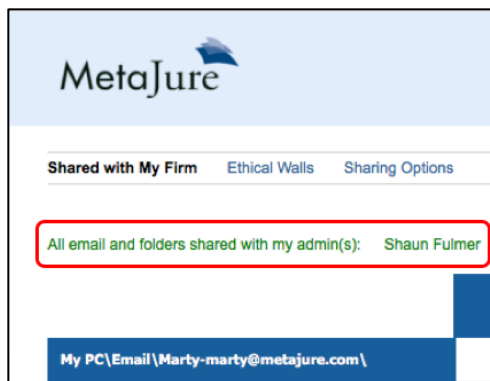 MetaJure
Shared with My Firm Ethical Walls Sharing Options
All email and folders shared with my admin(s): Shaun Fulmer
My PC\Email\Marty-marty@metajure.com\